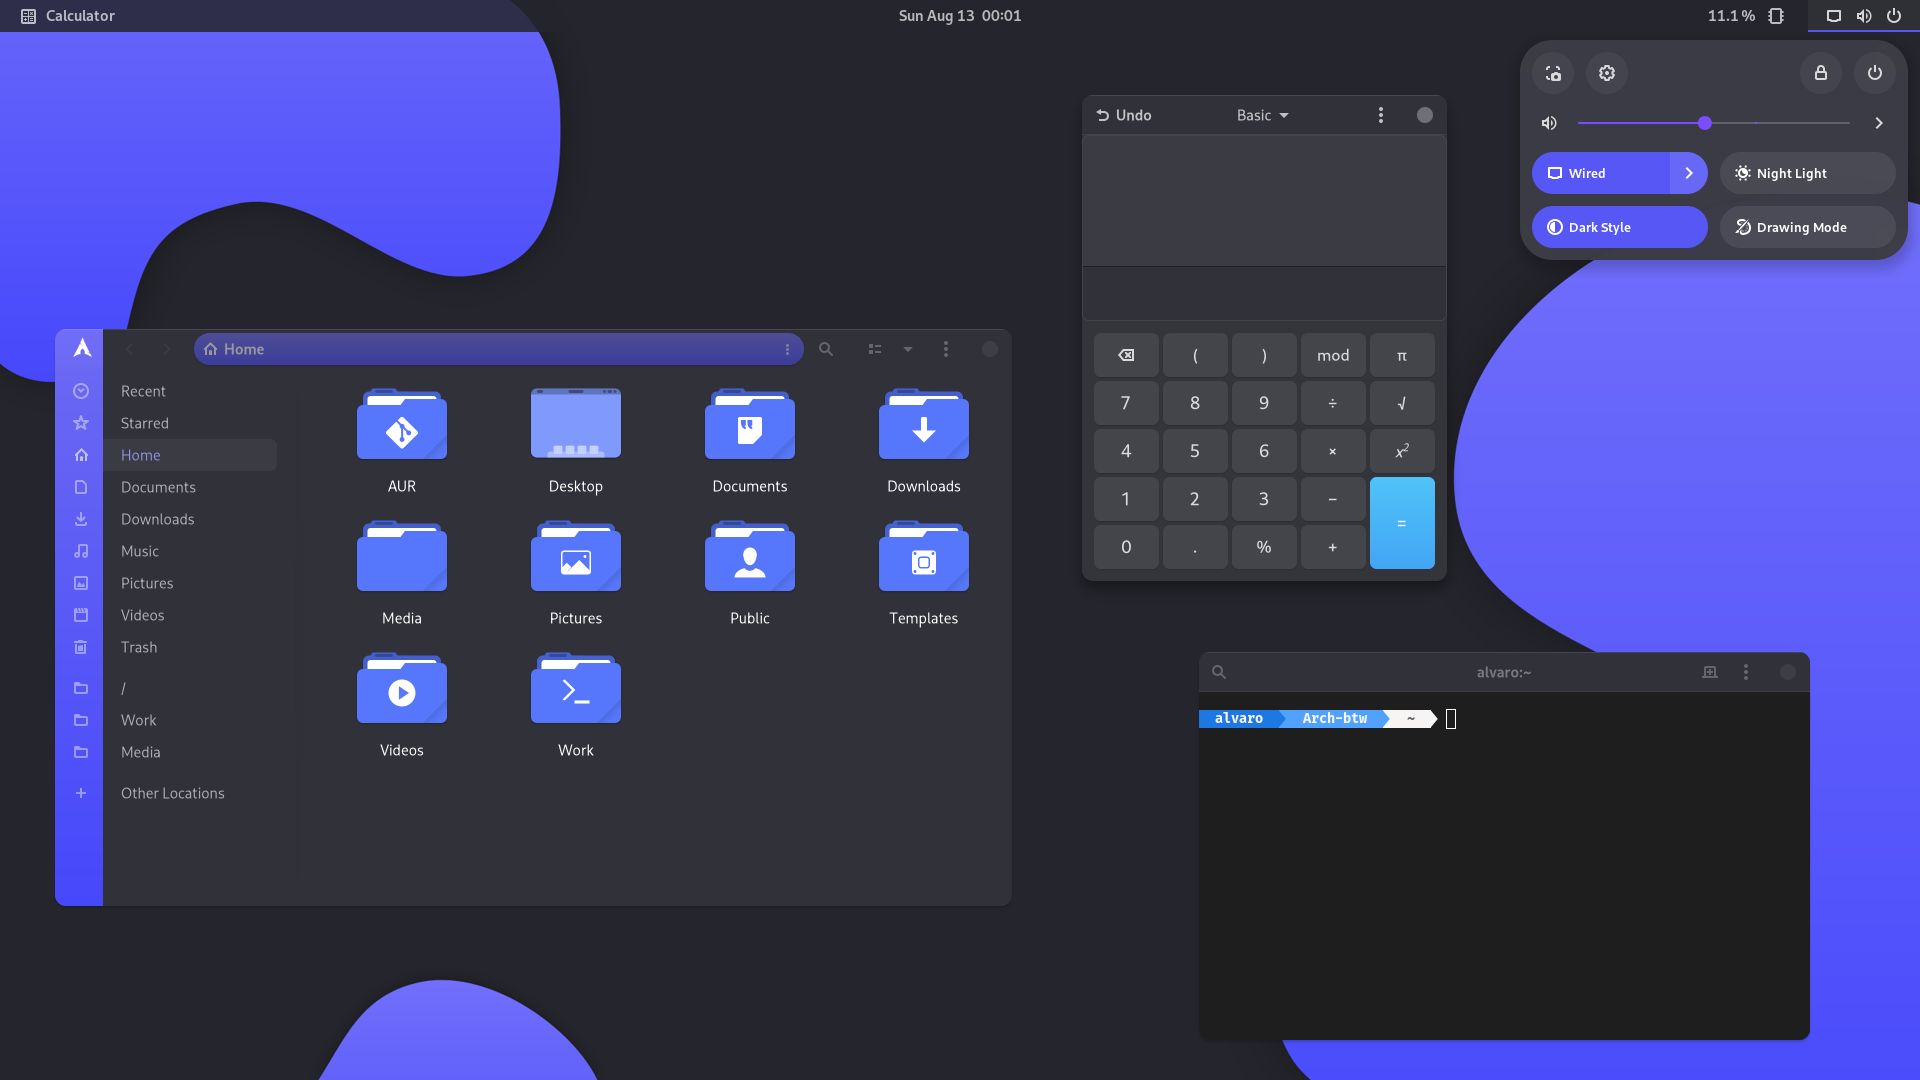 Calculator
Sun Aug 13 00:01
11.1 %
Undo
Basic
Wired
Night Light
Dark Style
Drawing Mode
( ) mod π
7 8 9 ÷ √
4 5 6 × x²
1 2 3 − =
0 . % +
Home
Recent
Starred
Home
Documents
Downloads
Music
Pictures
Videos
Trash
/
Work
Media
Other Locations
AUR Desktop Documents Downloads
Media Pictures Public Templates
Videos Work
alvaro:~
alvaro Arch-btw ~